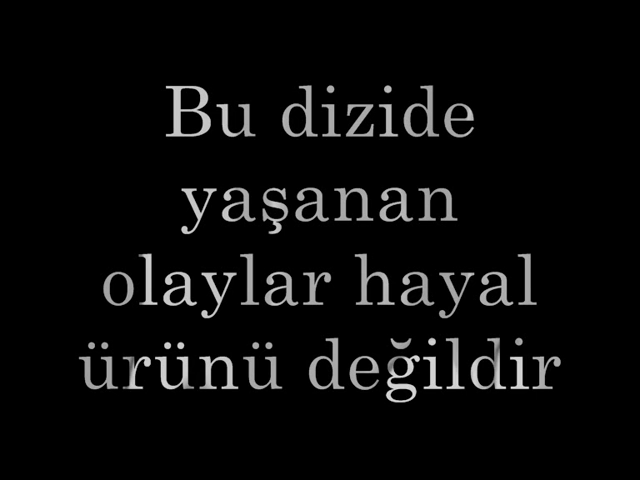 Bu dizide
yaşanan
olaylar hayal
ürünü değildir